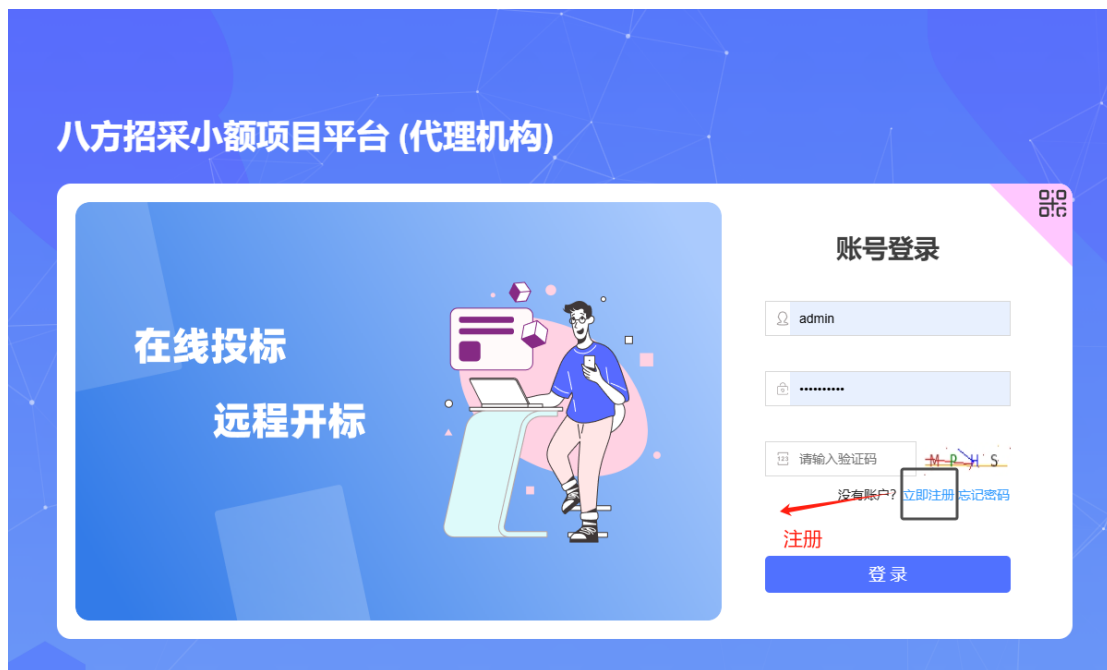 八方招采小额项目平台 (代理机构)
账号登录
在线投标
远程开标
admin
请输入验证码
M P H S
没有账户? 立即注册 忘记密码
注册
登 录